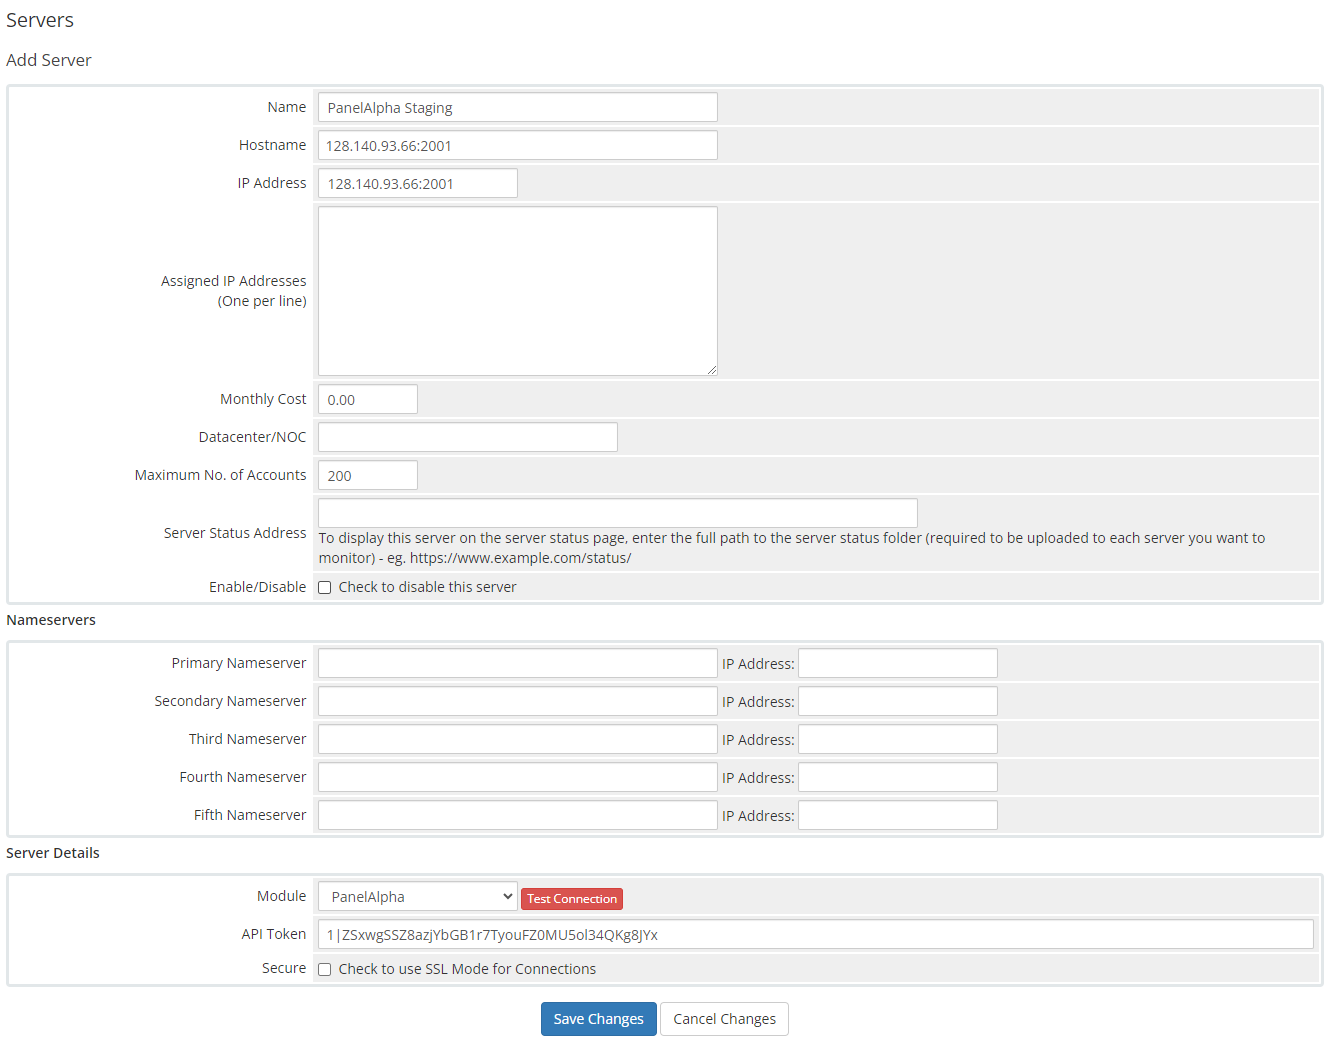 Servers
Add Server
Name PanelAlpha Staging
Hostname 128.140.93.66:2001
IP Address 128.140.93.66:2001
Assigned IP Addresses
(One per line)
Monthly Cost 0.00
Datacenter/NOC
Maximum No. of Accounts 200
Server Status Address
To display this server on the server status page, enter the full path to the server status folder (required to be uploaded to each server you want to
monitor) - eg. https://www.example.com/status/
Enable/Disable Check to disable this server
Nameservers
Primary Nameserver IP Address:
Secondary Nameserver IP Address:
Third Nameserver IP Address:
Fourth Nameserver IP Address:
Fifth Nameserver IP Address:
Server Details
Module PanelAlpha Test Connection
API Token 1|ZSxwgSSZ8azjYbGB1r7TyouFZ0MU5ol34QKg8JYx
Secure Check to use SSL Mode for Connections
Save Changes Cancel Changes